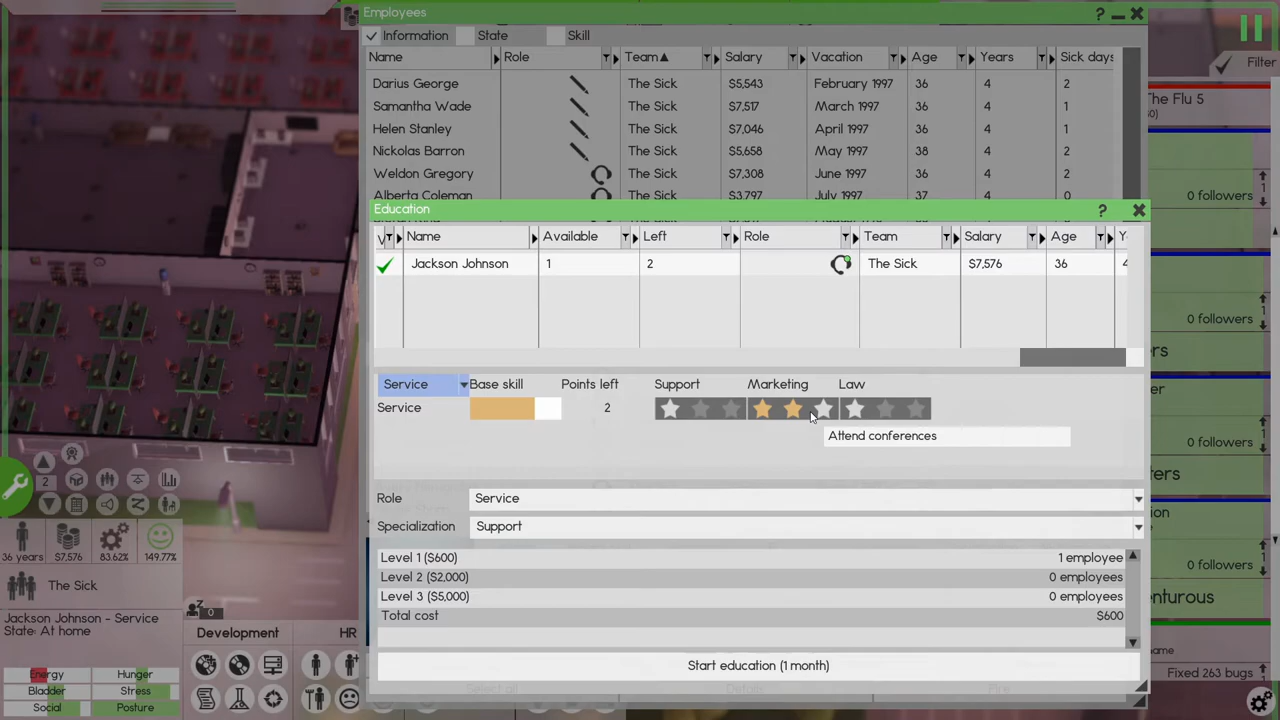 Employees ? _
Information State Skill
Name Role Team Salary Vacation Age Years Sick days
Darius George The Sick $5,543 February 1997 36 4 2
Samantha Wade The Sick $7,517 March 1997 36 4 1
Helen Stanley The Sick $7,046 April 1997 36 4 1
Nickolas Barron The Sick $5,658 May 1997 38 4 2
Weldon Gregory The Sick $7,308 June 1997 36 4 2
Alberta Coleman The Sick $3,797 July 1997 37 4 0
Filter
The Flu 5
0 followers
1
Education ?
Name Available Left Role Team Salary Age
Jackson Johnson 1 2 The Sick $7,576 36
0 followers
1
Service Base skill Points left Support Marketing Law
Service 2
Attend conferences
0 followers
1
Role Service
Specialization Support
Level 1 ($600) 1 employee
Level 2 ($2,000) 0 employees
Level 3 ($5,000) 0 employees
Total cost $600
Start education (1 month)
Details Fire
0 followers
1
Fixed 263 bugs
2
36 years $7,576 83.62% 149.77%
The Sick
Jackson Johnson - Service
State: At home
Energy Hunger
Bladder Stress
Social Posture
0
Development HR